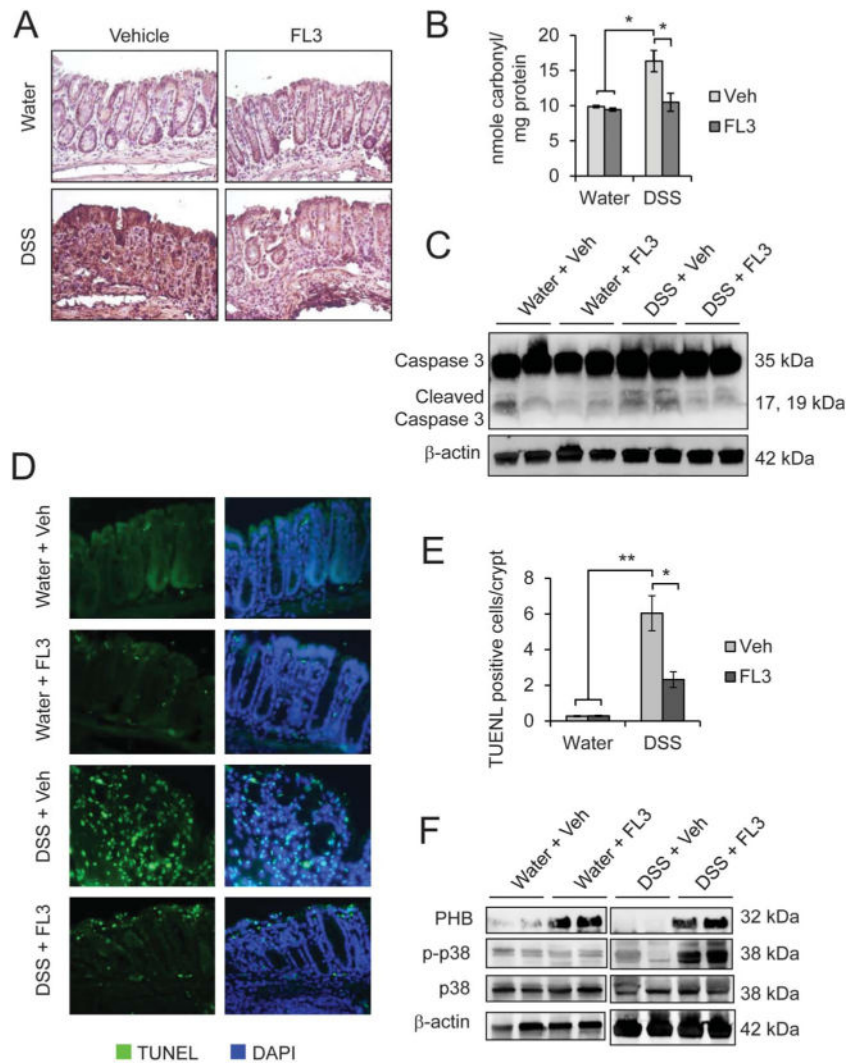 A
Vehicle
FL3
Water
DSS
B
nmole carbonyl/
mg protein
20
15
10
5
0
Water
DSS
*
*
Veh
FL3
C
Water + Veh
Water + FL3
DSS + Veh
DSS + FL3
Caspase 3
35 kDa
Cleaved
Caspase 3
17, 19 kDa
β-actin
42 kDa
D
Water + Veh
Water + FL3
DSS + Veh
DSS + FL3
TUNEL
DAPI
E
TUENL positive cells/crypt
8
6
4
2
0
Water
DSS
**
*
Veh
FL3
F
Water + Veh
Water + FL3
DSS + Veh
DSS + FL3
PHB
32 kDa
p-p38
38 kDa
p38
38 kDa
β-actin
42 kDa